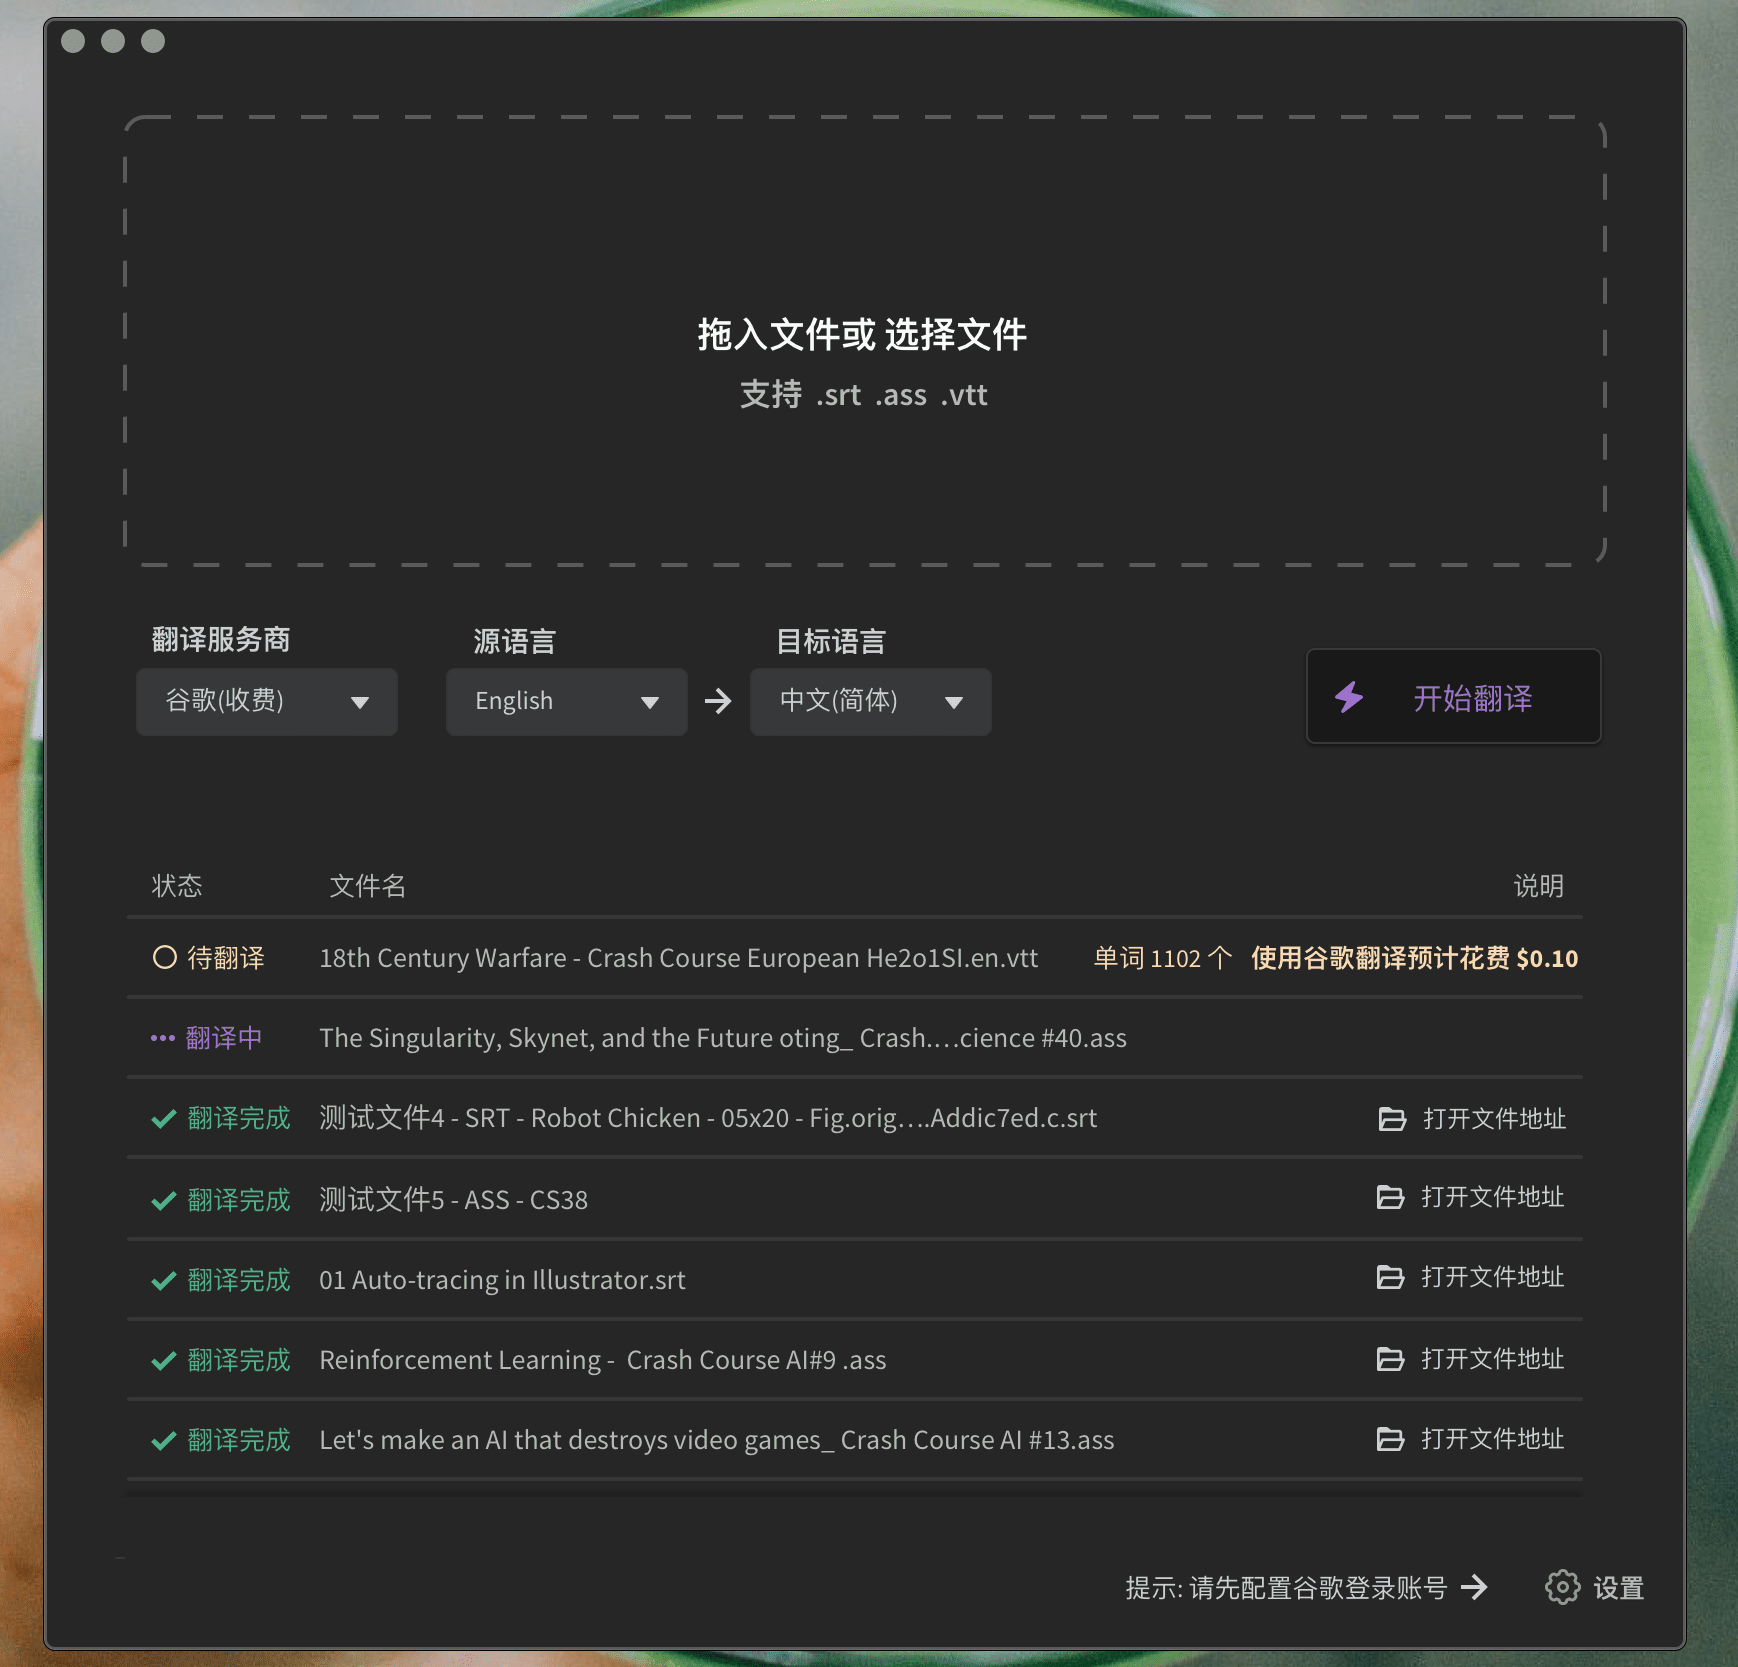 拖入文件或 选择文件
支持 .srt .ass .vtt
翻译服务商 源语言 目标语言
谷歌(收费) English 中文(简体) 开始翻译
状态 文件名 说明
待翻译 18th Century Warfare - Crash Course European He2o1SI.en.vtt 单词 1102 个 使用谷歌翻译预计花费 $0.10
翻译中 The Singularity, Skynet, and the Future oting_ Crash.…cience #40.ass
翻译完成 测试文件4 - SRT - Robot Chicken - 05x20 - Fig.orig….Addic7ed.c.srt 打开文件地址
翻译完成 测试文件5 - ASS - CS38 打开文件地址
翻译完成 01 Auto-tracing in Illustrator.srt 打开文件地址
翻译完成 Reinforcement Learning - Crash Course AI#9 .ass 打开文件地址
翻译完成 Let's make an AI that destroys video games_ Crash Course AI #13.ass 打开文件地址
提示: 请先配置谷歌登录账号 设置